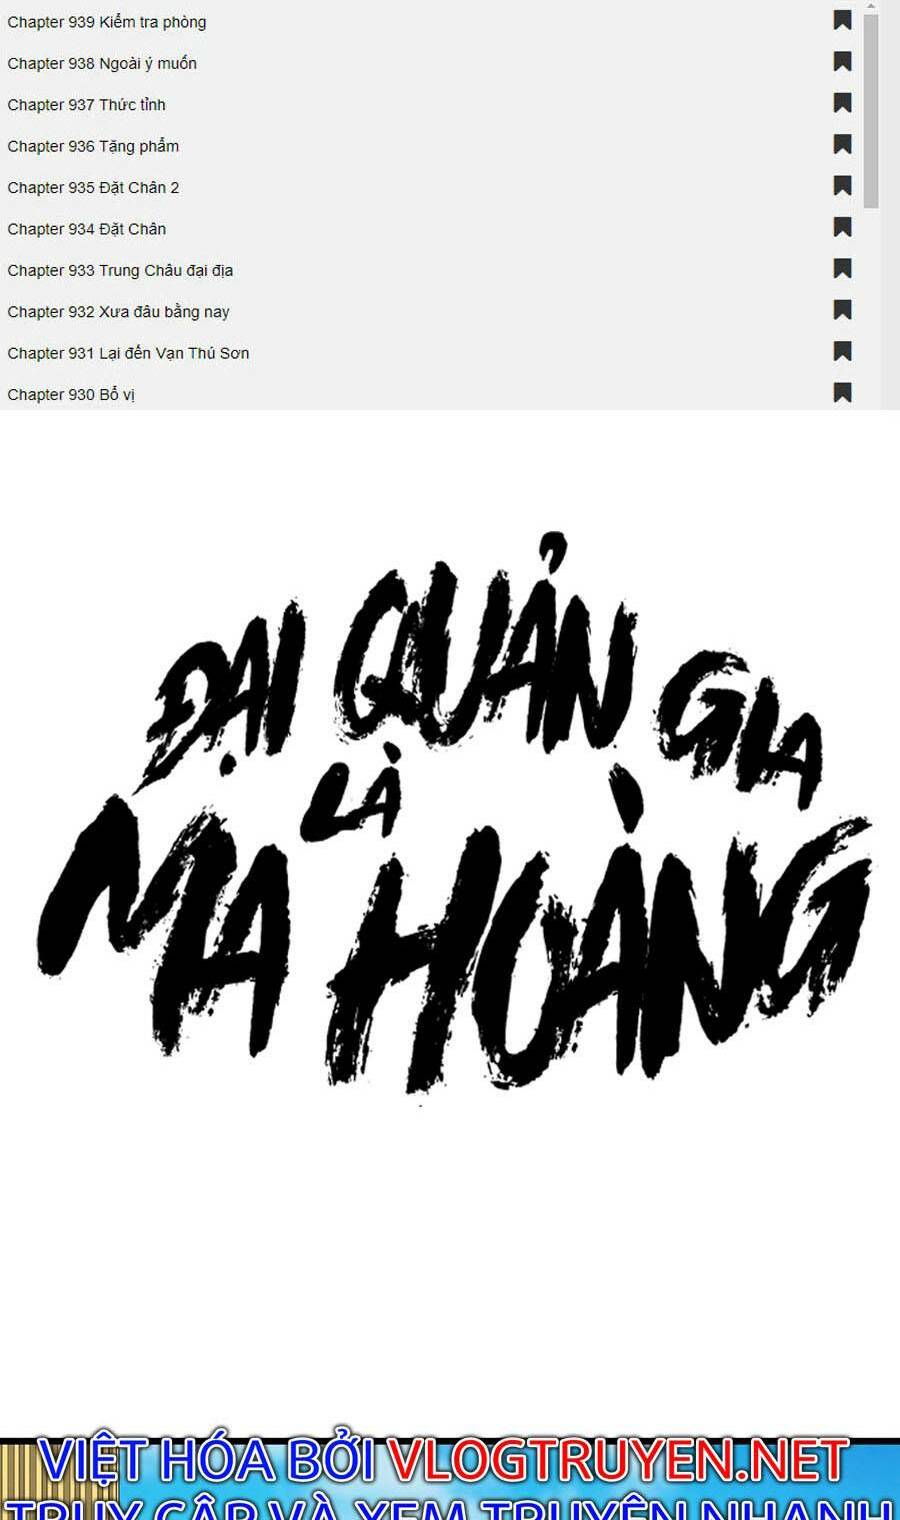 Chapter 939 Kiểm tra phòng
Chapter 938 Ngoài ý muốn
Chapter 937 Thức tỉnh
Chapter 936 Tặng phẩm
Chapter 935 Đặt Chân 2
Chapter 934 Đặt Chân
Chapter 933 Trung Châu đại địa
Chapter 932 Xưa đâu bằng nay
Chapter 931 Lại đến Vạn Thú Sơn
Chapter 930 Bổ vị
ĐẠI QUẢN GIA
LÀ
MA HOÀNG
VIỆT HÓA BỞI VLOGTRUYEN.NET
TRUY CẬP VÀ XEM TRUYỆN NHANH